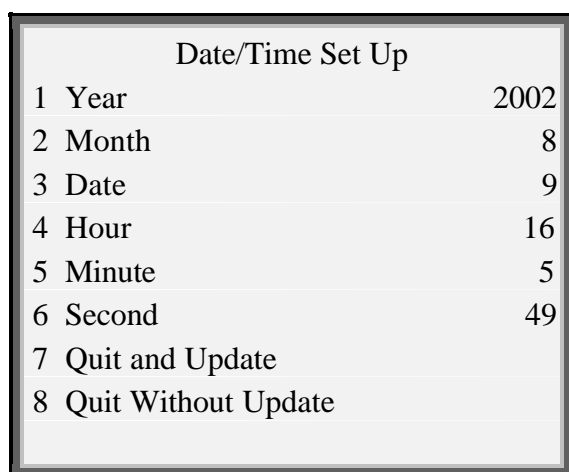 Date/Time Set Up
1 Year 2002
2 Month 8
3 Date 9
4 Hour 16
5 Minute 5
6 Second 49
7 Quit and Update
8 Quit Without Update